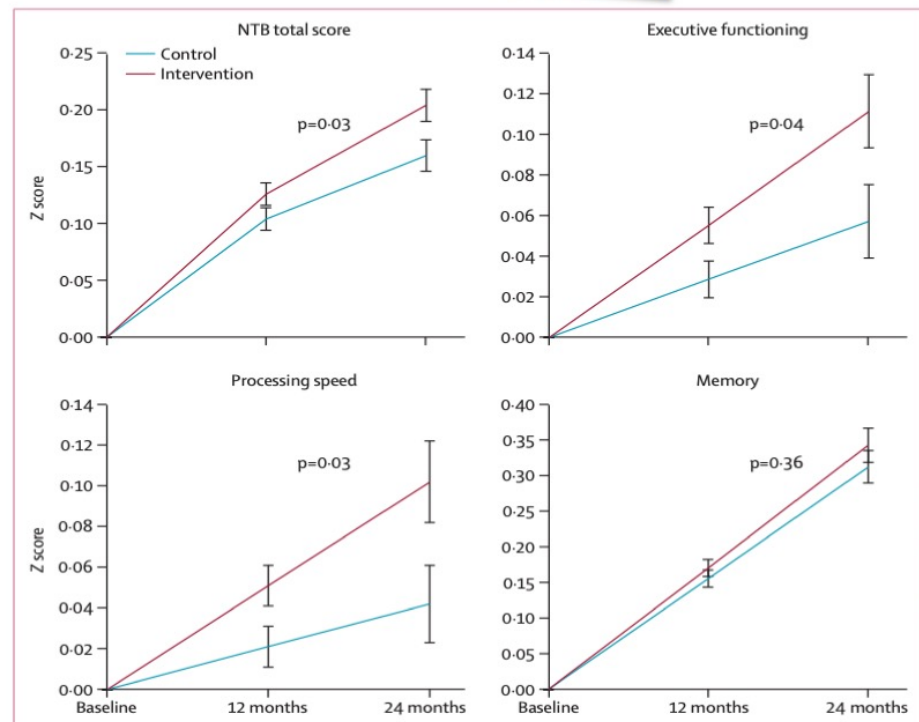 NTB total score
0·25
0·20
0·15
0·10
0·05
0·00
Z score
Control
Intervention
p=0·03
Executive functioning
0·14
0·12
0·10
0·08
0·06
0·04
0·02
0·00
p=0·04
Processing speed
0·14
0·12
0·10
0·08
0·06
0·04
0·02
0·00
Z score
p=0·03
Baseline
12 months
24 months
Memory
0·40
0·35
0·30
0·25
0·20
0·15
0·10
0·05
0·00
p=0·36
Baseline
12 months
24 months